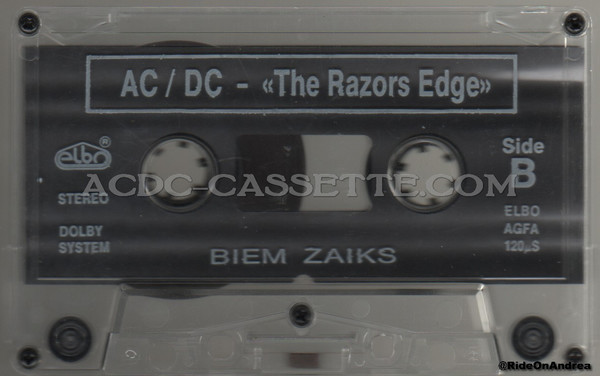 AC / DC - «The Razors Edge»
elbo®
Side
B
ACDC-CASSETTE.COM
STEREO
DOLBY
SYSTEM
ELBO
AGFA
120µS
BIEM ZAIKS
©RideOnAndrea